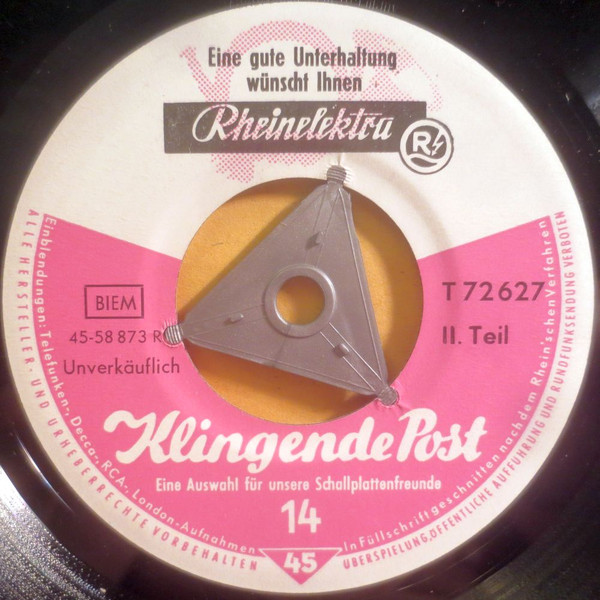 Eine gute Unterhaltung
wünscht Ihnen
Rheinelektra
R
BIEM
45-58 873 R
Unverkäuflich
T 72627
II. Teil
Klingende Post
Eine Auswahl für unsere Schallplattenfreunde
14
45
Einblendungen: Telefunken-, Decca-, RCA-, London-Aufnahmen
ALLE HERSTELLER- UND URHEBERRECHTE VORBEHALTEN
In Füllschrift geschnitten nach dem Rhein'schen Verfahren
ÜBERSPIELUNG, ÖFFENTLICHE AUFFÜHRUNG UND RUNDFUNKSENDUNG VERBOTEN